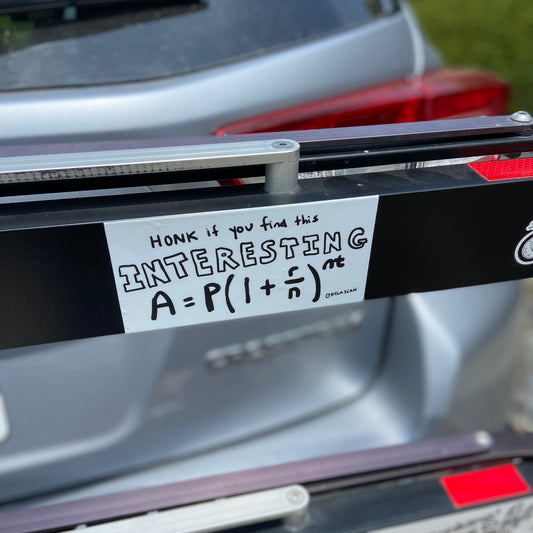 HONK if you find this
INTERESTING
A = P(1 + r/n)^nt